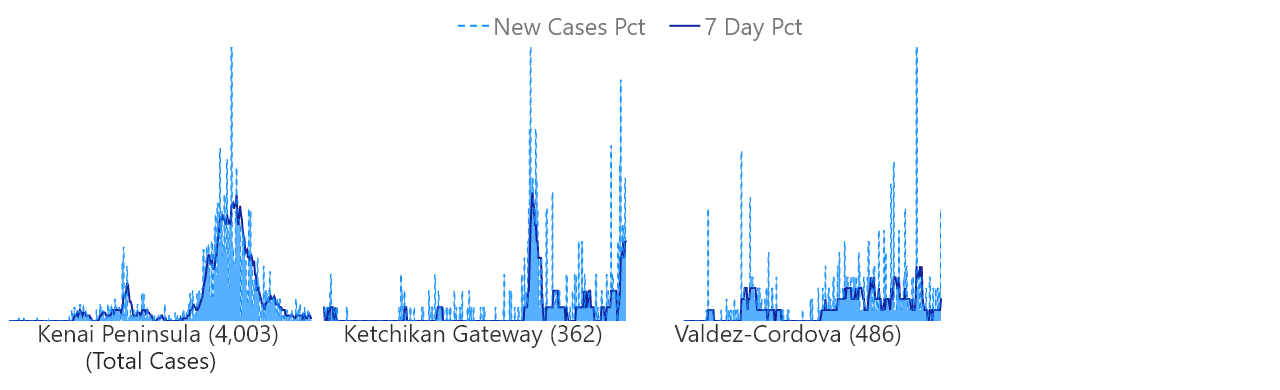 New Cases Pct 7 Day Pct
Kenai Peninsula (4,003) Ketchikan Gateway (362) Valdez-Cordova (486)
(Total Cases)